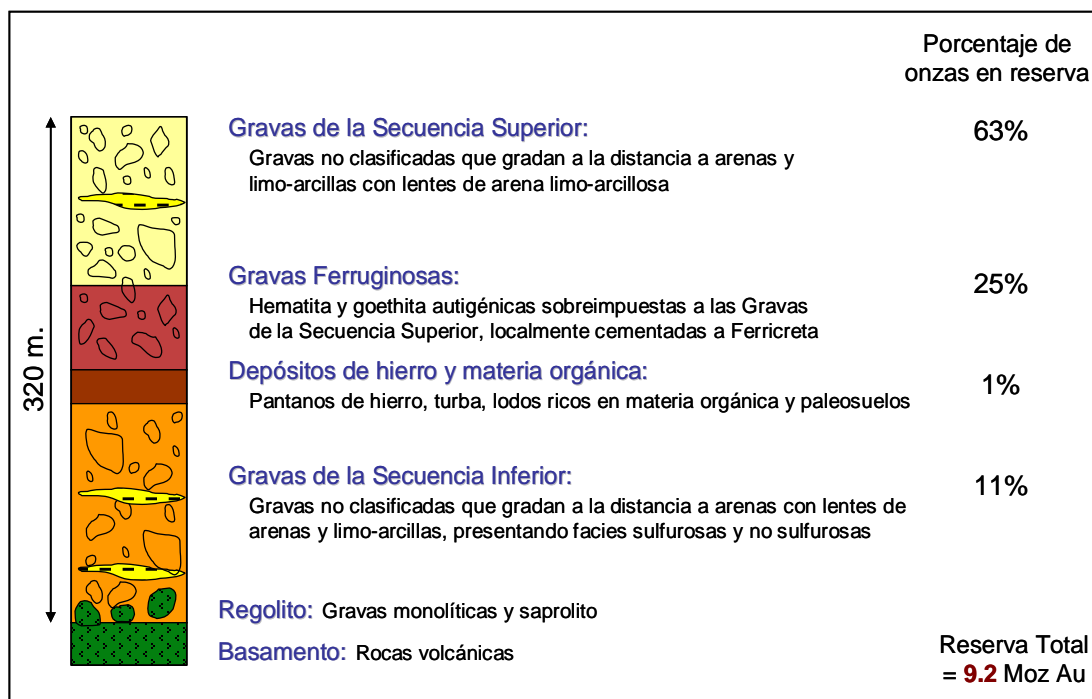 Porcentaje de
onzas en reserva
320 m.
Gravas de la Secuencia Superior:
63%
Gravas no clasificadas que gradan a la distancia a arenas y
limo-arcillas con lentes de arena limo-arcillosa
Gravas Ferruginosas:
25%
Hematita y goethita autigénicas sobreimpuestas a las Gravas
de la Secuencia Superior, localmente cementadas a Ferricreta
Depósitos de hierro y materia orgánica:
1%
Pantanos de hierro, turba, lodos ricos en materia orgánica y paleosuelos
Gravas de la Secuencia Inferior:
11%
Gravas no clasificadas que gradan a la distancia a arenas con lentes de
arenas y limo-arcillas, presentando facies sulfurosas y no sulfurosas
Regolito: Gravas monolíticas y saprolito
Basamento: Rocas volcánicas
Reserva Total
= 9.2 Moz Au